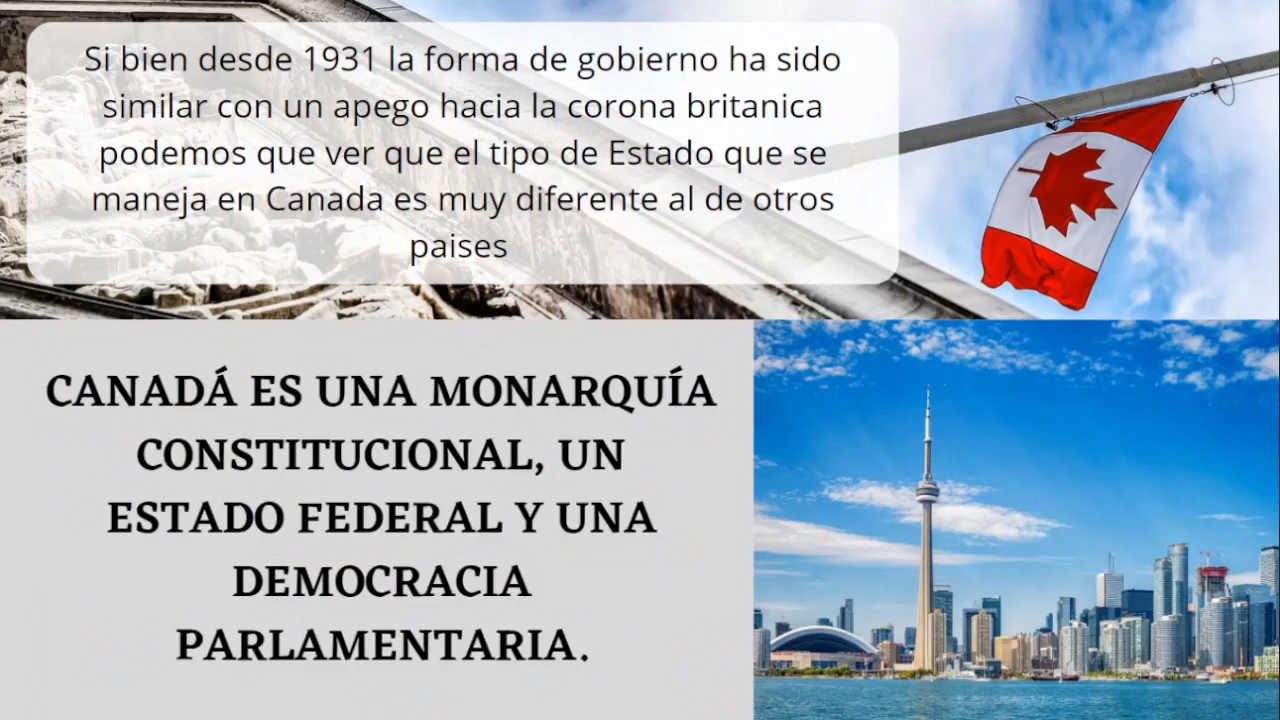 Si bien desde 1931 la forma de gobierno ha sido
similar con un apego hacia la corona britanica
podemos que ver que el tipo de Estado que se
maneja en Canada es muy diferente al de otros
paises
CANADÁ ES UNA MONARQUÍA
CONSTITUCIONAL, UN
ESTADO FEDERAL Y UNA
DEMOCRACIA
PARLAMENTARIA.